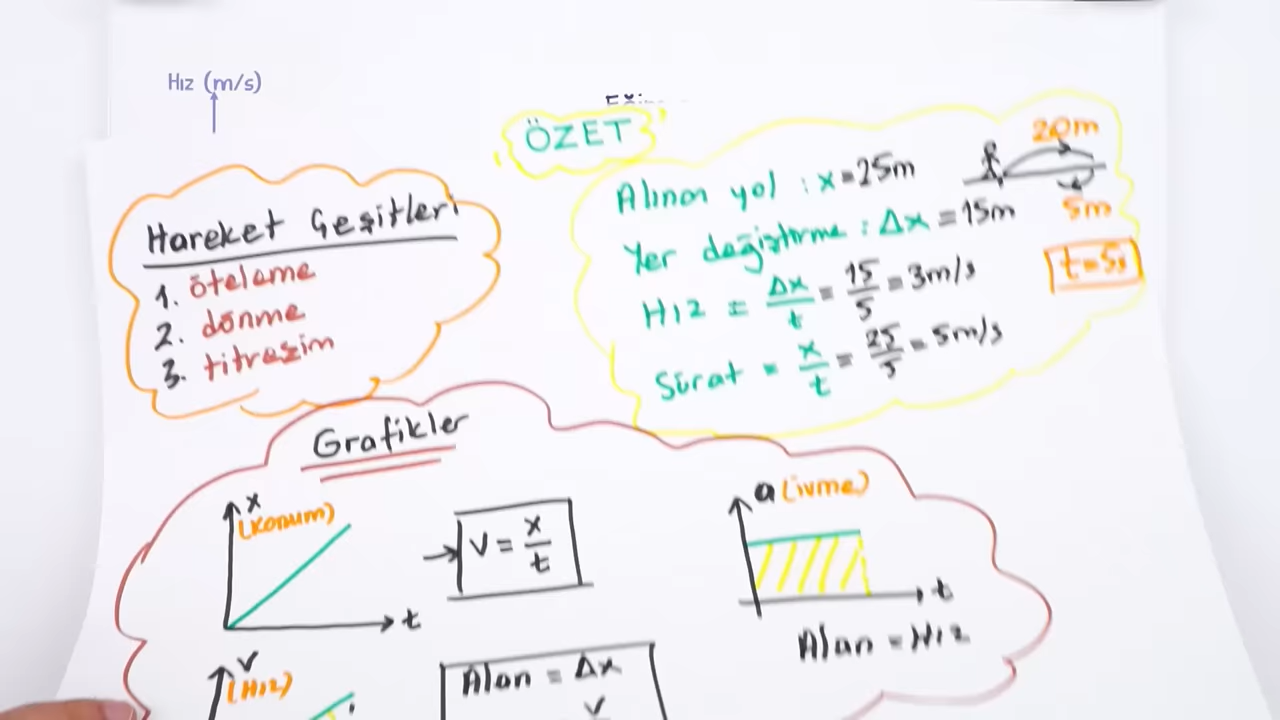 Hız (m/s)
ÖZET
Hareket Çeşitleri
1. öteleme
2. dönme
3. titreşim
Alınan yol : x=25m
Yer değiştirme : Δx = 15m
Hız = Δx/t = 15/5 = 3m/s
Sürat = x/t = 25/5 = 5m/s
20m
5m
t=5s
Grafikler
x
(Konum)
t
V = x/t
a (ivme)
t
Alan = Hız
V
(Hız)
Alan = Δx
V